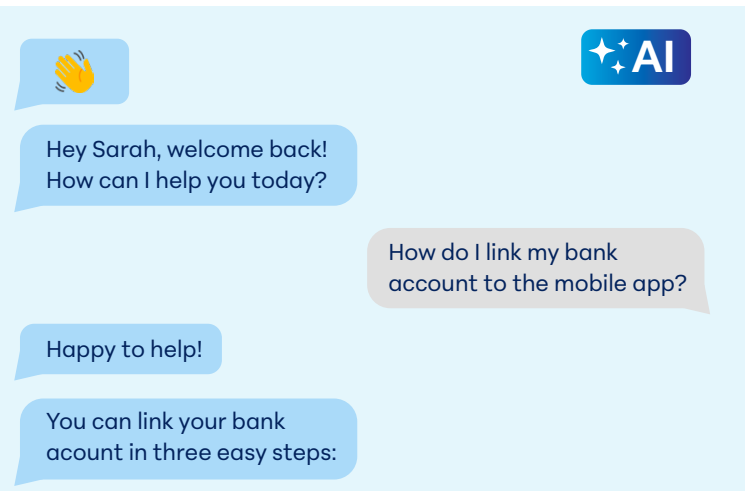 AI
Hey Sarah, welcome back!
How can I help you today?
How do I link my bank
account to the mobile app?
Happy to help!
You can link your bank
acount in three easy steps: